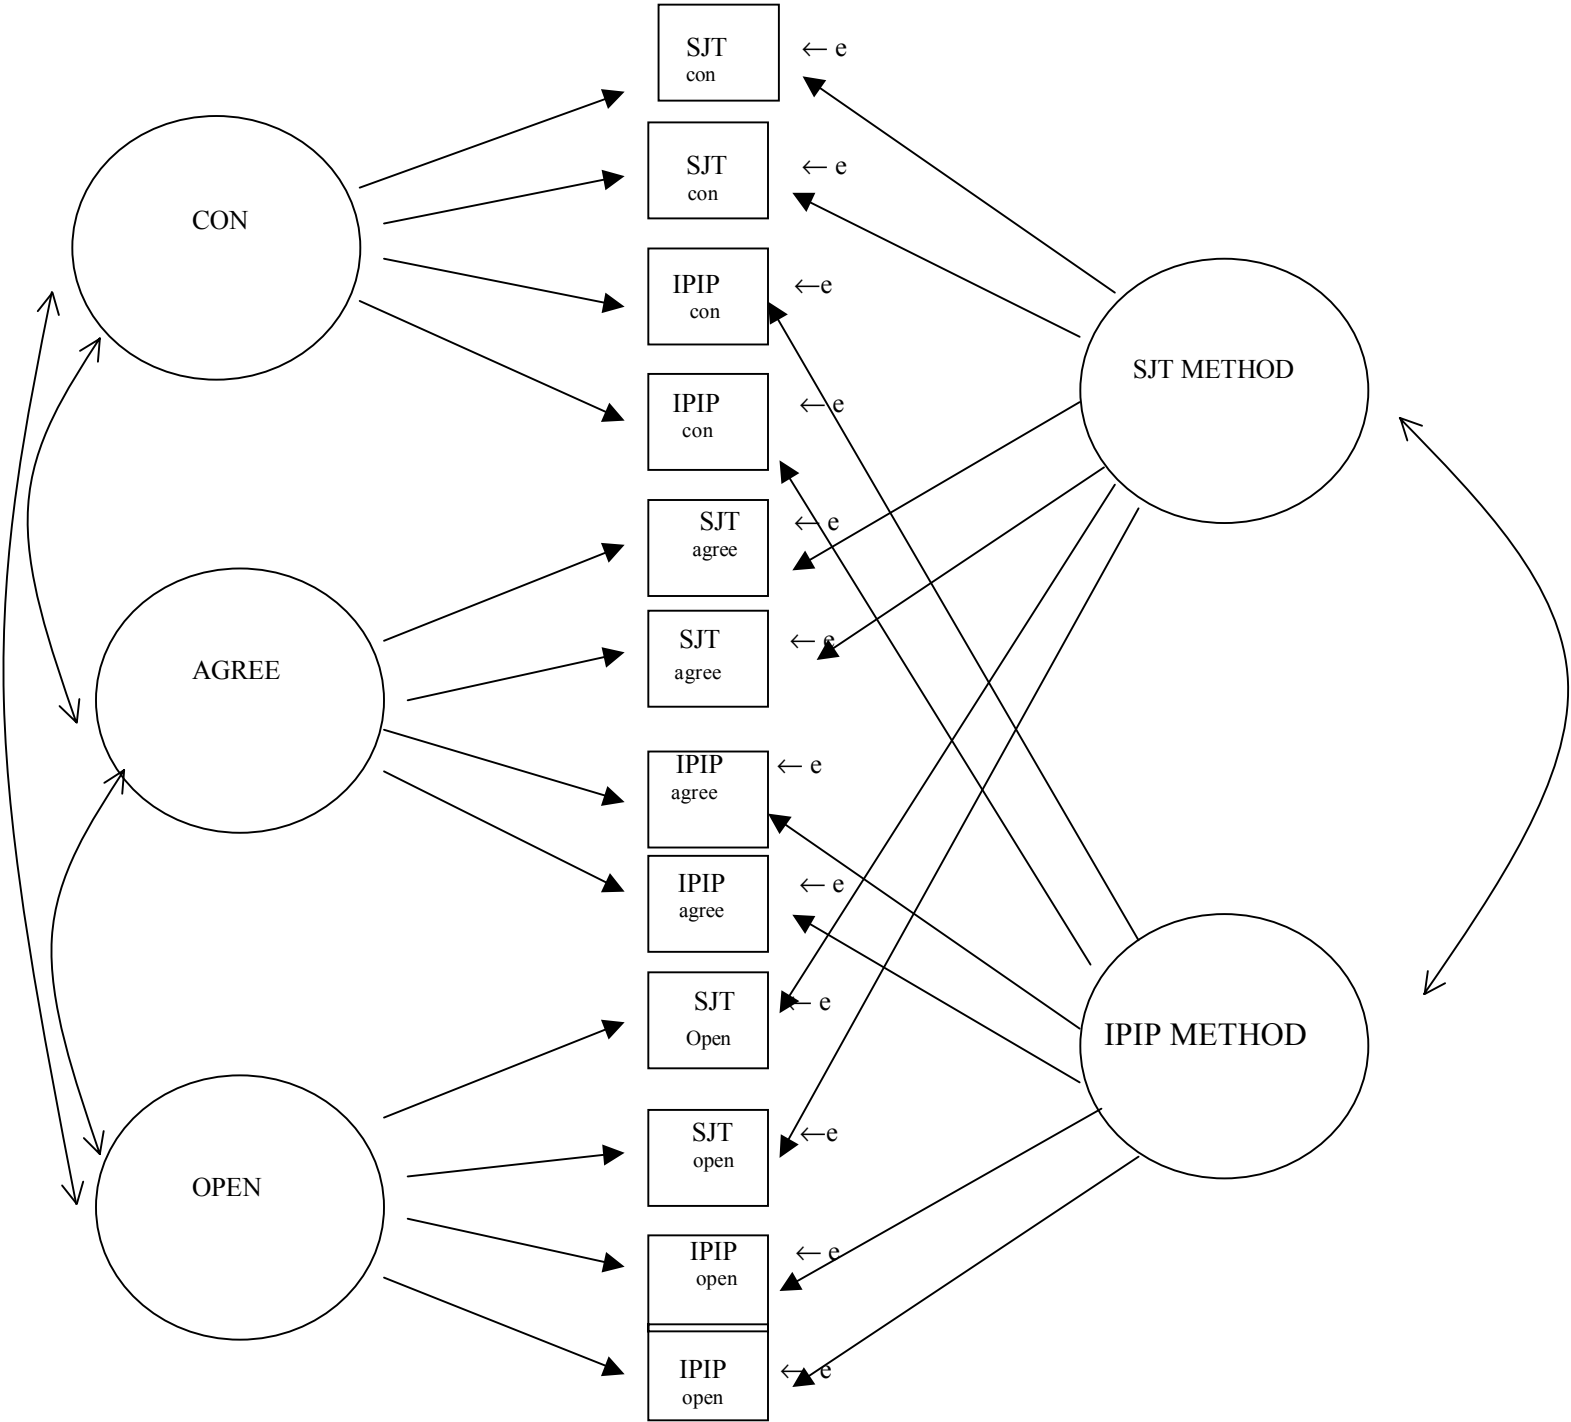 SJT ← e
con
SJT ← e
con
CON
IPIP ←e
con
SJT METHOD
IPIP ← e
con
SJT ← e
agree
SJT ← e
agree
AGREE
IPIP ← e
agree
IPIP ← e
agree
SJT ← e
Open
IPIP METHOD
SJT ←e
open
OPEN
IPIP ← e
open
IPIP ← e
open